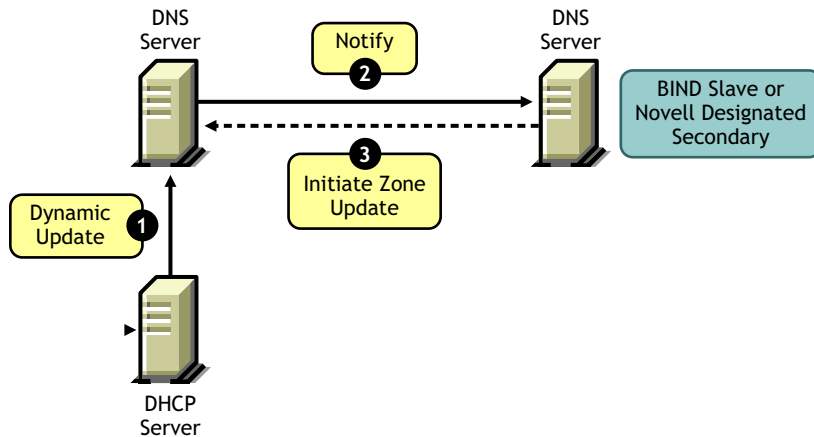 DNS
Server
Notify
2
DNS
Server
BIND Slave or
Novell Designated
Secondary
3
Initiate Zone
Update
Dynamic
Update
1
DHCP
Server